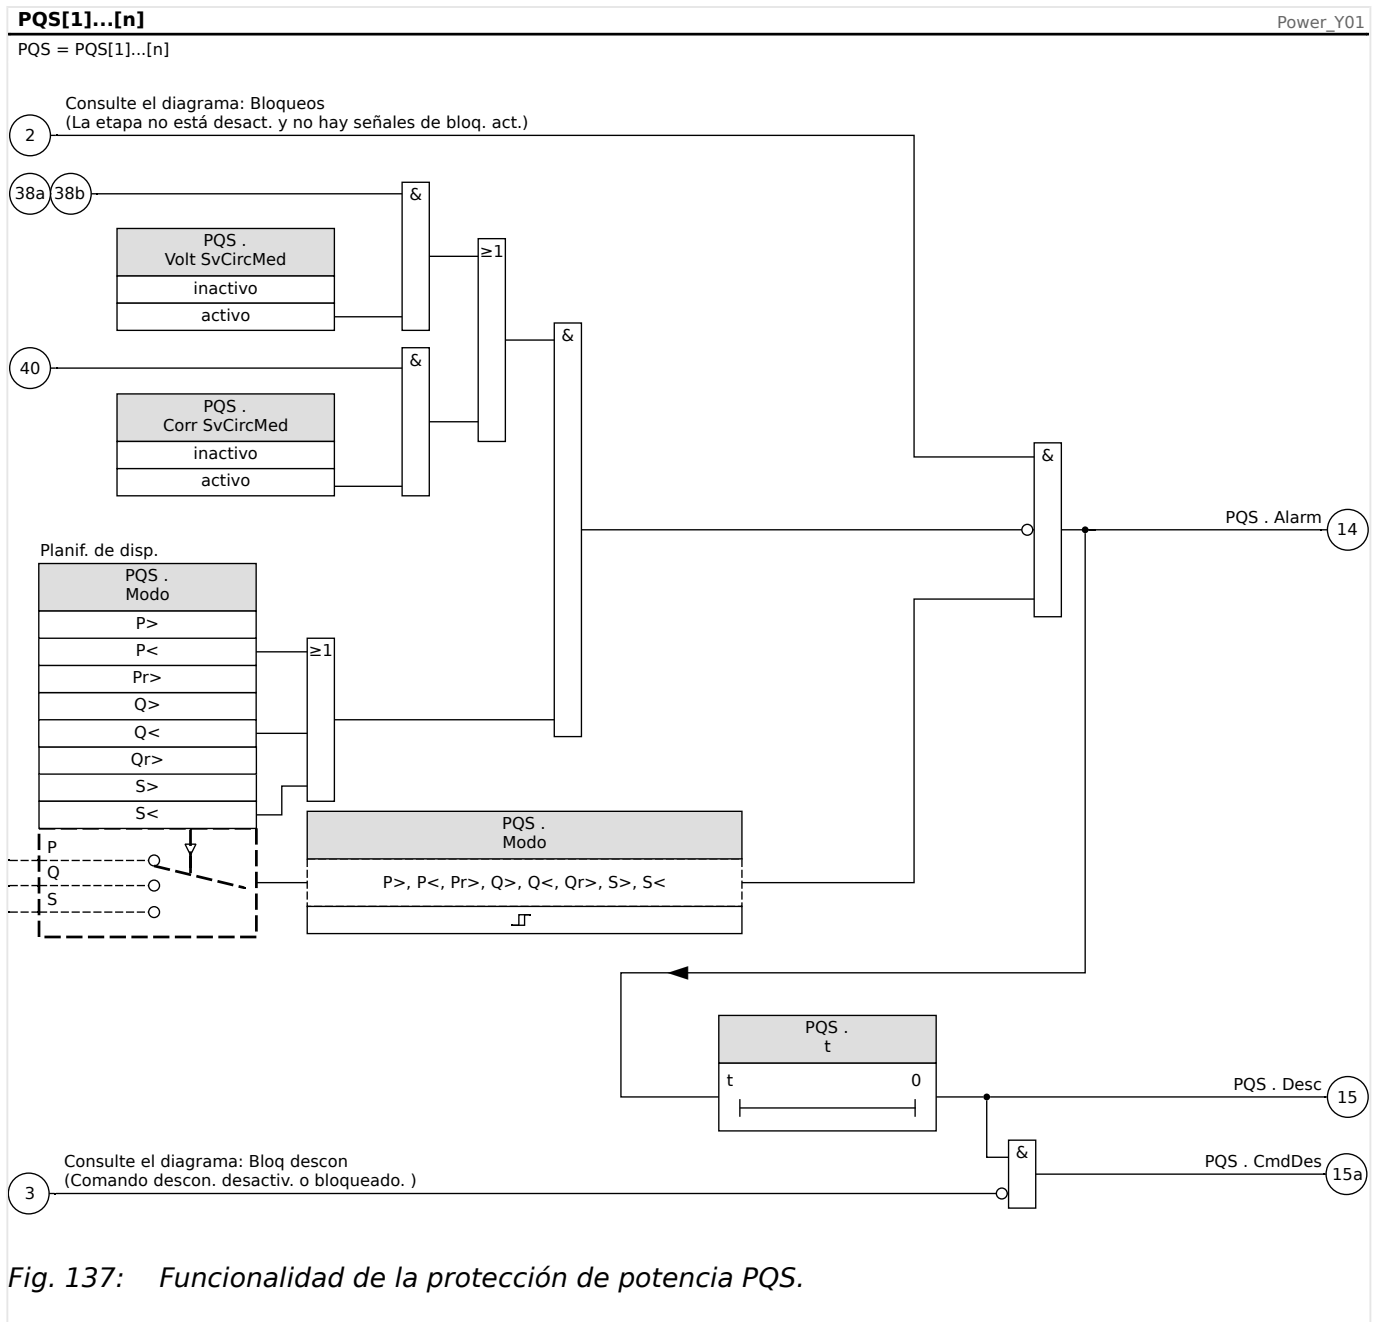 PQS[1]...[n]
Power_Y01
PQS = PQS[1]...[n]
Consulte el diagrama: Bloqueos
(La etapa no está desact. y no hay señales de bloq. act.)
2
38a 38b
&
PQS .
Volt SvCircMed
inactivo
activo
≥1
&
40
&
PQS .
Corr SvCircMed
inactivo
activo
&
PQS . Alarm
14
Planif. de disp.
PQS .
Modo
P>
P<
Pr>
Q>
Q<
Qr>
S>
S<
≥1
P
Q
S
PQS .
Modo
P>, P<, Pr>, Q>, Q<, Qr>, S>, S<
PQS .
t
t 0
PQS . Desc
15
&
PQS . CmdDes
15a
Consulte el diagrama: Bloq descon
(Comando descon. desactiv. o bloqueado. )
3
Fig. 137: Funcionalidad de la protección de potencia PQS.